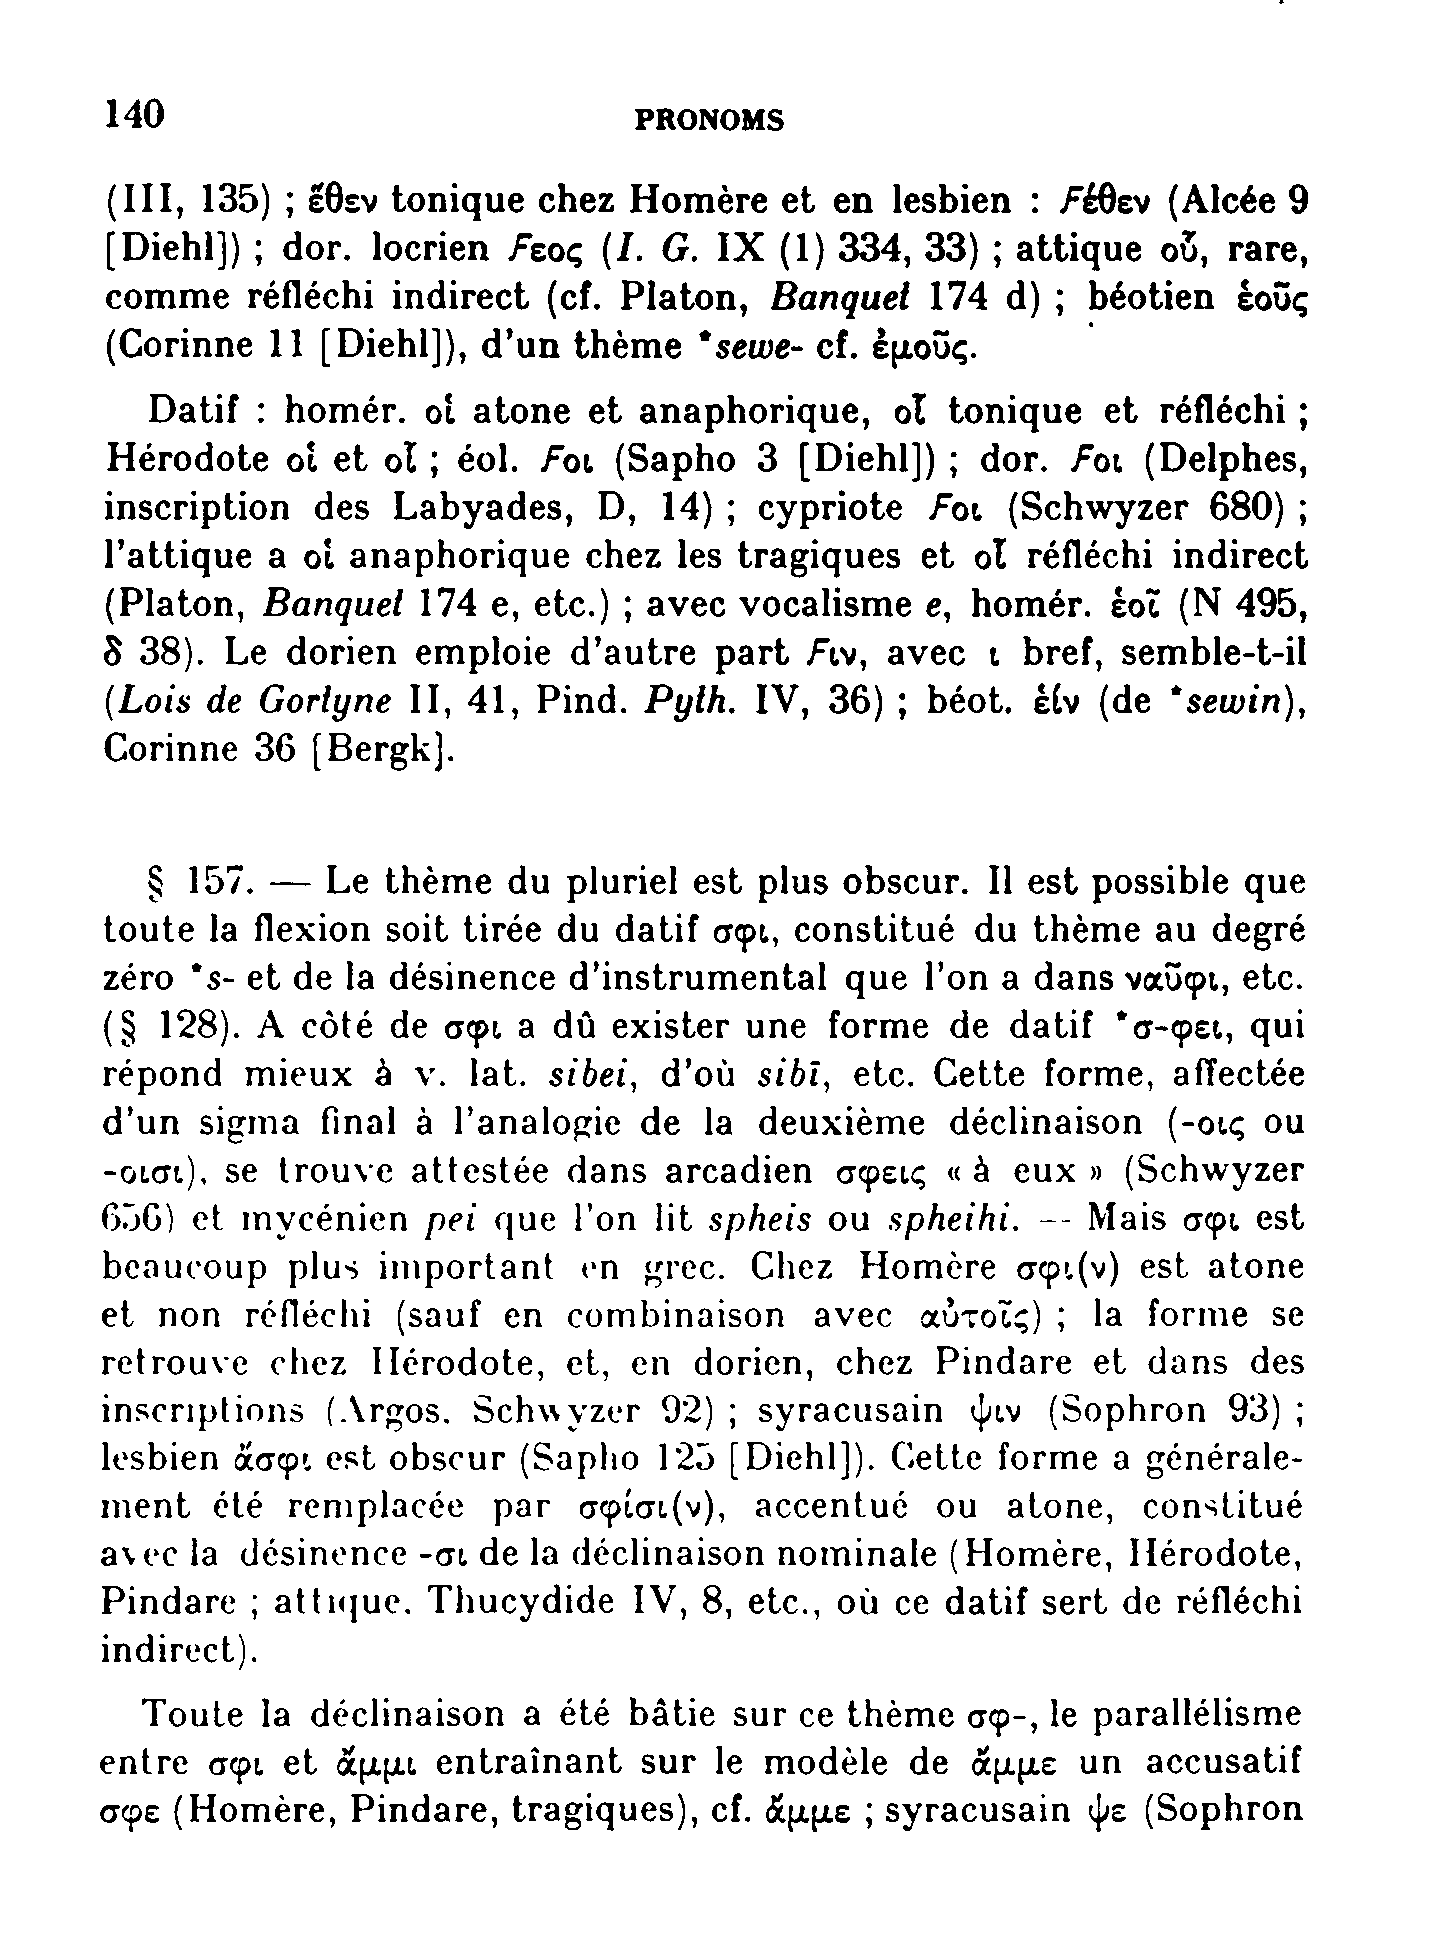 140
PRONOMS
(III, 135) ; ἕθεν tonique chez Homère et en lesbien : Ϝέθεν (Alcée 9
[Diehl]) ; dor. locrien Ϝεος (I. G. IX (1) 334, 33) ; attique οὗ, rare,
comme réfléchi indirect (cf. Platon, Banquet 174 d) ; béotien ἑοῦς
(Corinne 11 [Diehl]), d'un thème *sewe- cf. ἐμοῦς.
Datif : homér. οἱ atone et anaphorique, οἷ tonique et réfléchi ;
Hérodote οἱ et οἷ ; éol. Ϝοι (Sapho 3 [Diehl]) ; dor. Ϝοι (Delphes,
inscription des Labyades, D, 14) ; cypriote Ϝοι (Schwyzer 680) ;
l'attique a οἱ anaphorique chez les tragiques et οἷ réfléchi indirect
(Platon, Banquet 174 e, etc.) ; avec vocalisme e, homér. ἑοῖ (N 495,
δ 38). Le dorien emploie d'autre part Ϝιν, avec ι bref, semble-t-il
(Lois de Gortyne II, 41, Pind. Pyth. IV, 36) ; béot. ἑίν (de *sewin),
Corinne 36 [Bergk].
§ 157. — Le thème du pluriel est plus obscur. Il est possible que
toute la flexion soit tirée du datif σφι, constitué du thème au degré
zéro *s- et de la désinence d'instrumental que l'on a dans ναῦφι, etc.
(§ 128). A côté de σφι a dû exister une forme de datif *σ-φει, qui
répond mieux à v. lat. sibei, d'où sibī, etc. Cette forme, affectée
d'un sigma final à l'analogie de la deuxième déclinaison (-οις ou
-οισι), se trouve attestée dans arcadien σφεις « à eux » (Schwyzer
656) et mycénien pei que l'on lit spheis ou spheihi. -- Mais σφι est
beaucoup plus important en grec. Chez Homère σφι(ν) est atone
et non réfléchi (sauf en combinaison avec αὐτοῖς) ; la forme se
retrouve chez Hérodote, et, en dorien, chez Pindare et dans des
inscriptions (Argos. Schwyzer 92) ; syracusain ψιν (Sophron 93) ;
lesbien ἄσφι est obscur (Sapho 125 [Diehl]). Cette forme a générale-
ment été remplacée par σφίσι(ν), accentué ou atone, constitué
avec la désinence -σι de la déclinaison nominale (Homère, Hérodote,
Pindare ; attique. Thucydide IV, 8, etc., où ce datif sert de réfléchi
indirect).
Toute la déclinaison a été bâtie sur ce thème σφ-, le parallélisme
entre σφι et ἄμμι entraînant sur le modèle de ἄμμε un accusatif
σφε (Homère, Pindare, tragiques), cf. ἄμμε ; syracusain ψε (Sophron